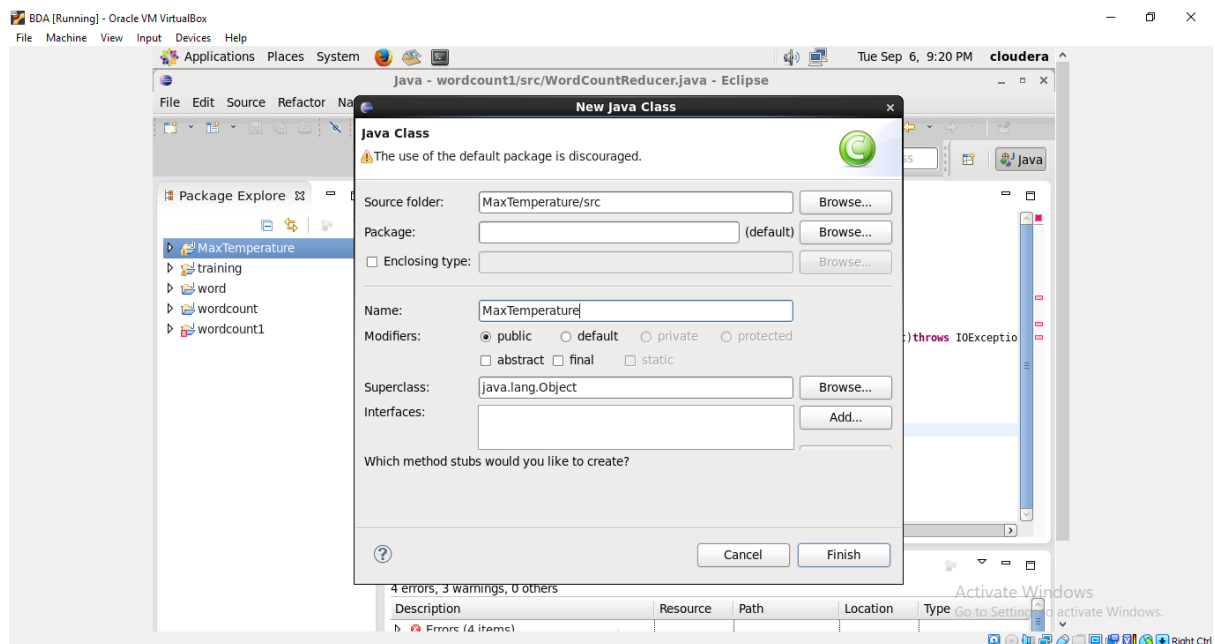 BDA [Running] - Oracle VM VirtualBox
File Machine View Input Devices Help
Applications Places System Tue Sep 6, 9:20 PM cloudera
Java - wordcount1/src/WordCountReducer.java - Eclipse
File Edit Source Refactor Na
New Java Class
Java Class
The use of the default package is discouraged.
ss
Java
Package Explore
MaxTemperature
training
word
wordcount
wordcount1
Source folder: MaxTemperature/src Browse...
Package: (default) Browse...
Enclosing type: Browse...
Name: MaxTemperature
Modifiers: public default private protected
abstract final static
:)throws IOExceptio
Superclass: java.lang.Object Browse...
Interfaces: Add...
Which method stubs would you like to create?
Cancel Finish
4 errors, 3 warnings, 0 others
Description Resource Path Location Type
Errors (4 items)
Activate Windows
Go to Settings to activate Windows.
Right Ctrl